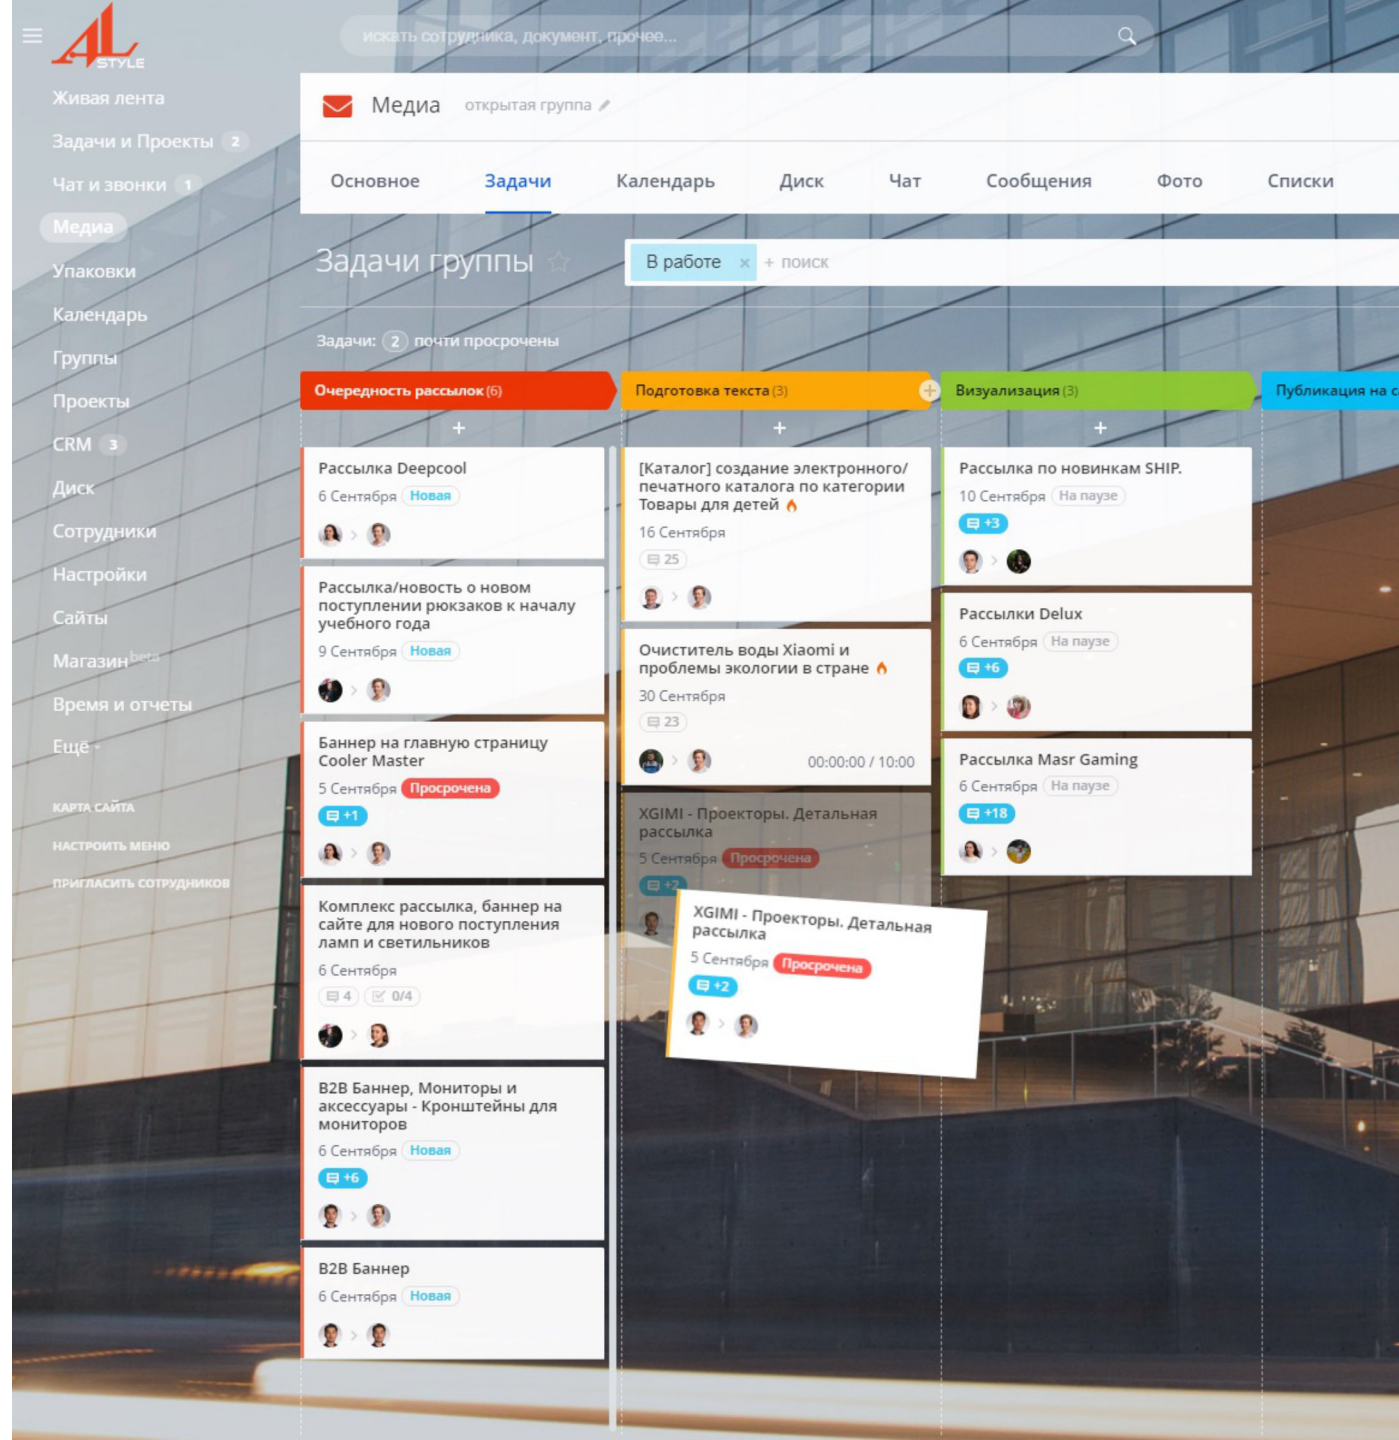 AL
STYLE
искать сотрудника, документ, прочее...
Живая лента
Задачи и Проекты 2
Чат и звонки 1
Медиа
Упаковки
Календарь
Группы
Проекты
CRM 3
Диск
Сотрудники
Настройки
Сайты
Магазин beta
Время и отчеты
Ещё
КАРТА САЙТА
НАСТРОИТЬ МЕНЮ
ПРИГЛАСИТЬ СОТРУДНИКОВ
Медиа открытая группа
Основное Задачи Календарь Диск Чат Сообщения Фото Списки
Задачи группы
В работе × + поиск
Задачи: 2 почти просрочены
Очередность рассылок (6)
+
Рассылка Deepcool
6 Сентября Новая
Рассылка/новость о новом
поступлении рюкзаков к началу
учебного года
9 Сентября Новая
Баннер на главную страницу
Cooler Master
5 Сентября Просрочена
+1
Комплекс рассылка, баннер на
сайте для нового поступления
ламп и светильников
6 Сентября
4 0/4
B2B Баннер, Мониторы и
аксессуары - Кронштейны для
мониторов
6 Сентября Новая
+6
B2B Баннер
6 Сентября Новая
Подготовка текста (3)
+
[Каталог] создание электронного/
печатного каталога по категории
Товары для детей
16 Сентября
25
Очиститель воды Xiaomi и
проблемы экологии в стране
30 Сентября
23
00:00:00 / 10:00
XGIMI - Проекторы. Детальная
рассылка
5 Сентября Просрочена
+2
XGIMI - Проекторы. Детальная
рассылка
5 Сентября Просрочена
+2
Визуализация (3)
+
Рассылка по новинкам SHIP.
10 Сентября На паузе
+3
Рассылки Delux
6 Сентября На паузе
+6
Рассылка Masr Gaming
6 Сентября На паузе
+18
Публикация на с